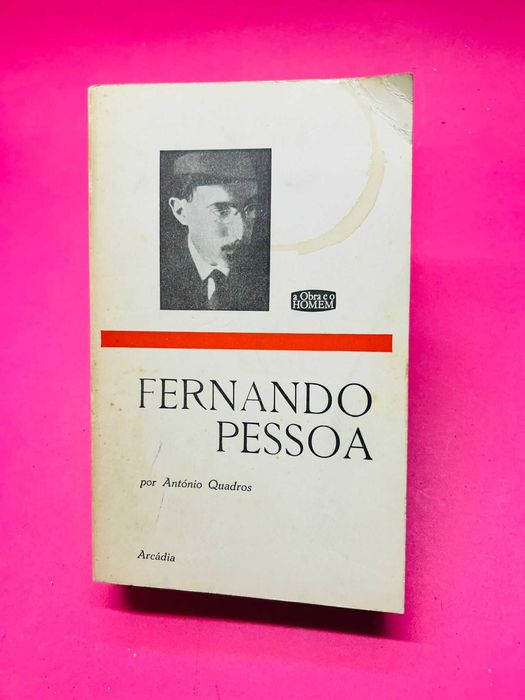 a Obra e o
HOMEM
FERNANDO
PESSOA
por António Quadros
Arcádia